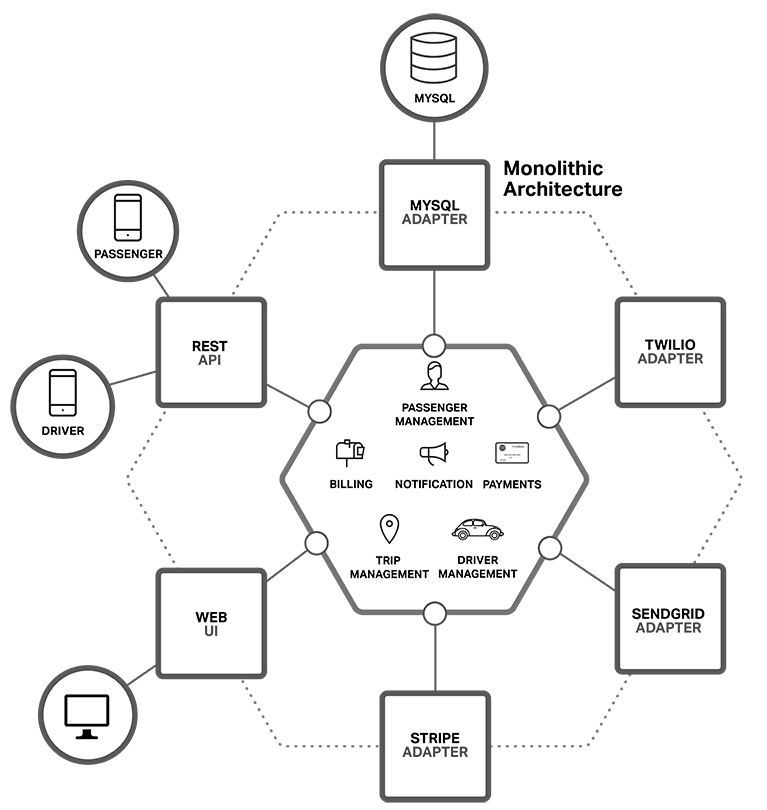 MYSQL
Monolithic
Architecture
MYSQL
ADAPTER
PASSENGER
REST
API
TWILIO
ADAPTER
DRIVER
PASSENGER
MANAGEMENT
BILLING
NOTIFICATION
PAYMENTS
TRIP
MANAGEMENT
DRIVER
MANAGEMENT
WEB
UI
SENDGRID
ADAPTER
STRIPE
ADAPTER